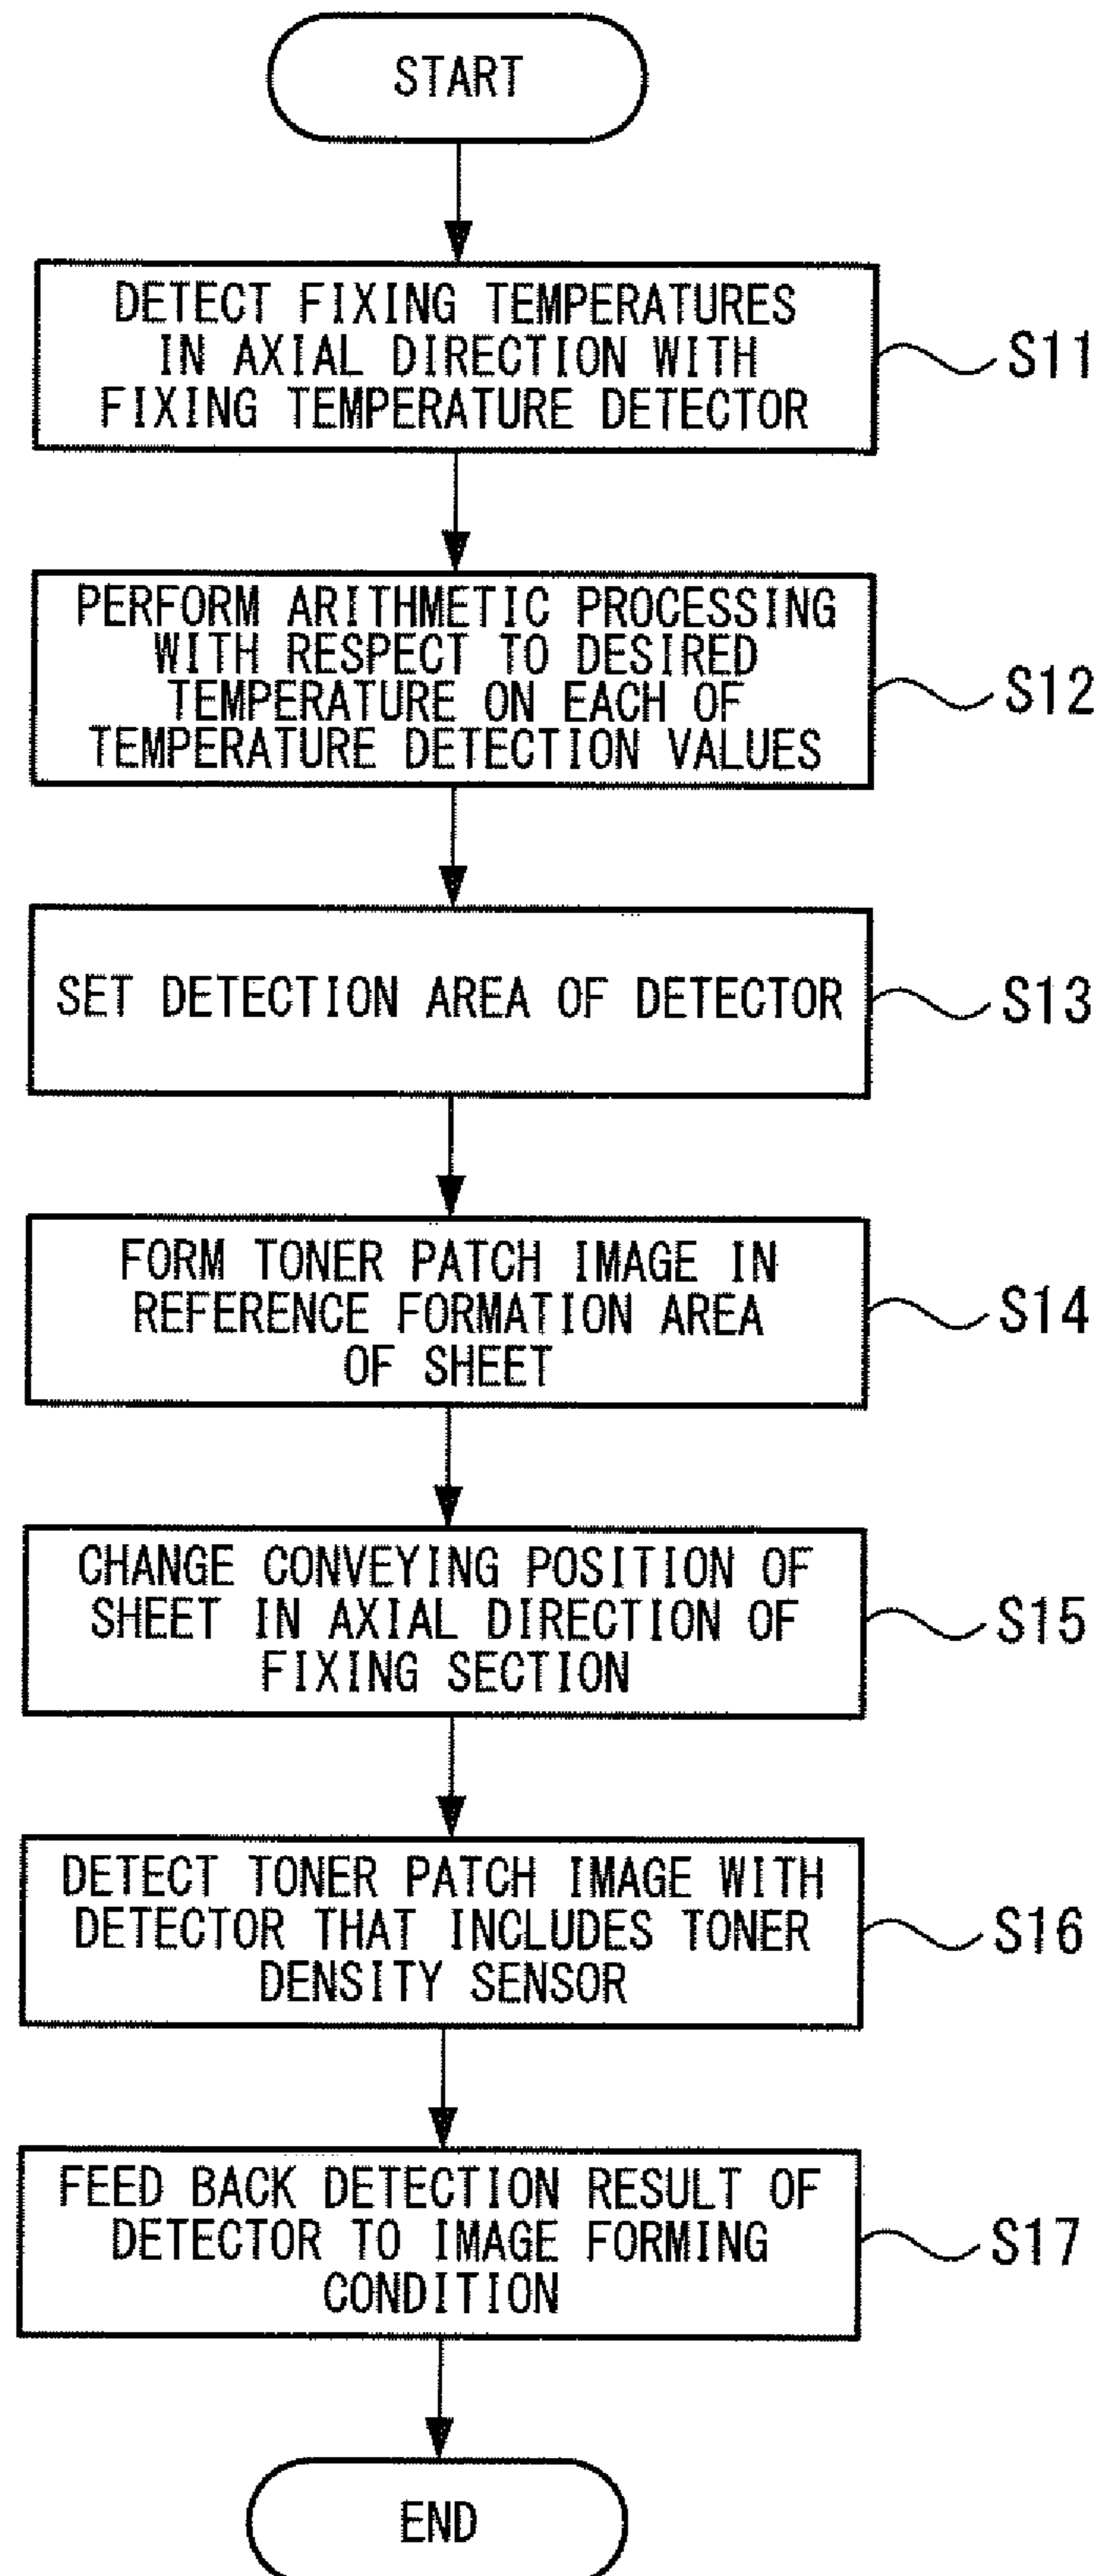 START
DETECT FIXING TEMPERATURES
IN AXIAL DIRECTION WITH
FIXING TEMPERATURE DETECTOR
S11
PERFORM ARITHMETIC PROCESSING
WITH RESPECT TO DESIRED
TEMPERATURE ON EACH OF
TEMPERATURE DETECTION VALUES
S12
SET DETECTION AREA OF DETECTOR
S13
FORM TONER PATCH IMAGE IN
REFERENCE FORMATION AREA
OF SHEET
S14
CHANGE CONVEYING POSITION OF
SHEET IN AXIAL DIRECTION OF
FIXING SECTION
S15
DETECT TONER PATCH IMAGE WITH
DETECTOR THAT INCLUDES TONER
DENSITY SENSOR
S16
FEED BACK DETECTION RESULT OF
DETECTOR TO IMAGE FORMING
CONDITION
S17
END